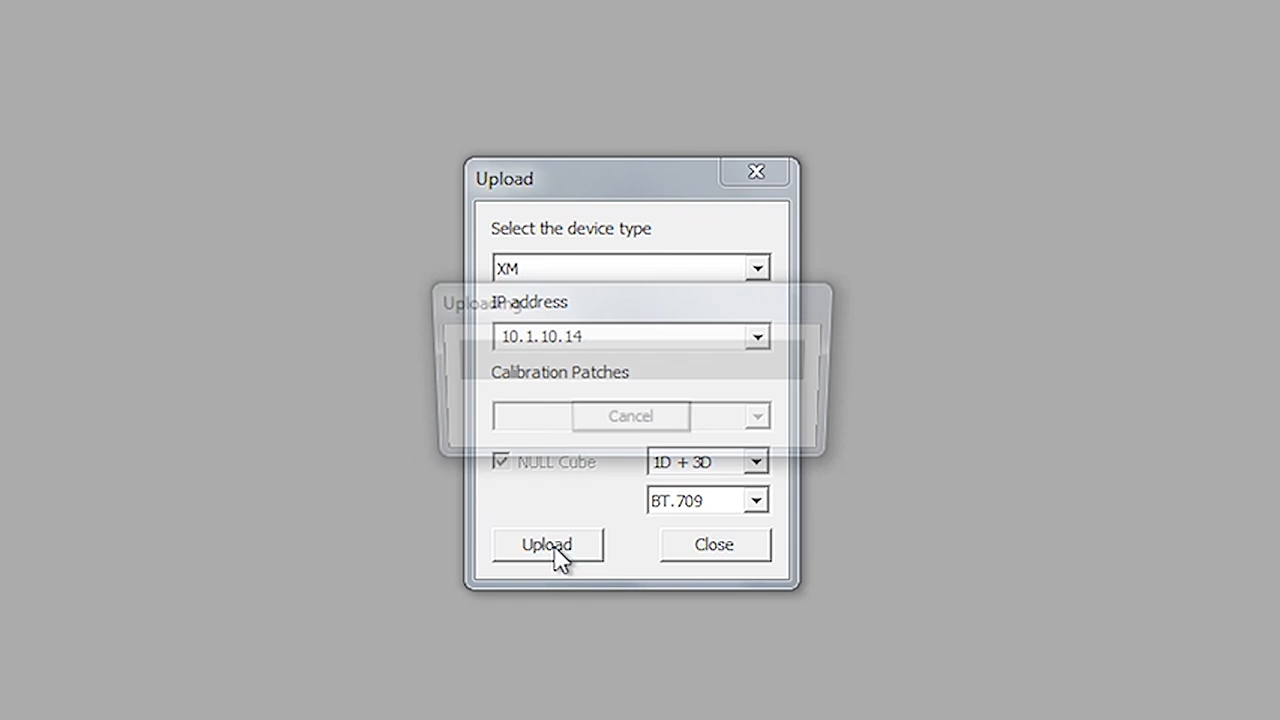 Upload
Select the device type
XM
Uploading...
IP address
10.1.10.14
Calibration Patches
Cancel
NULL Cube
1D + 3D
BT.709
Upload
Close